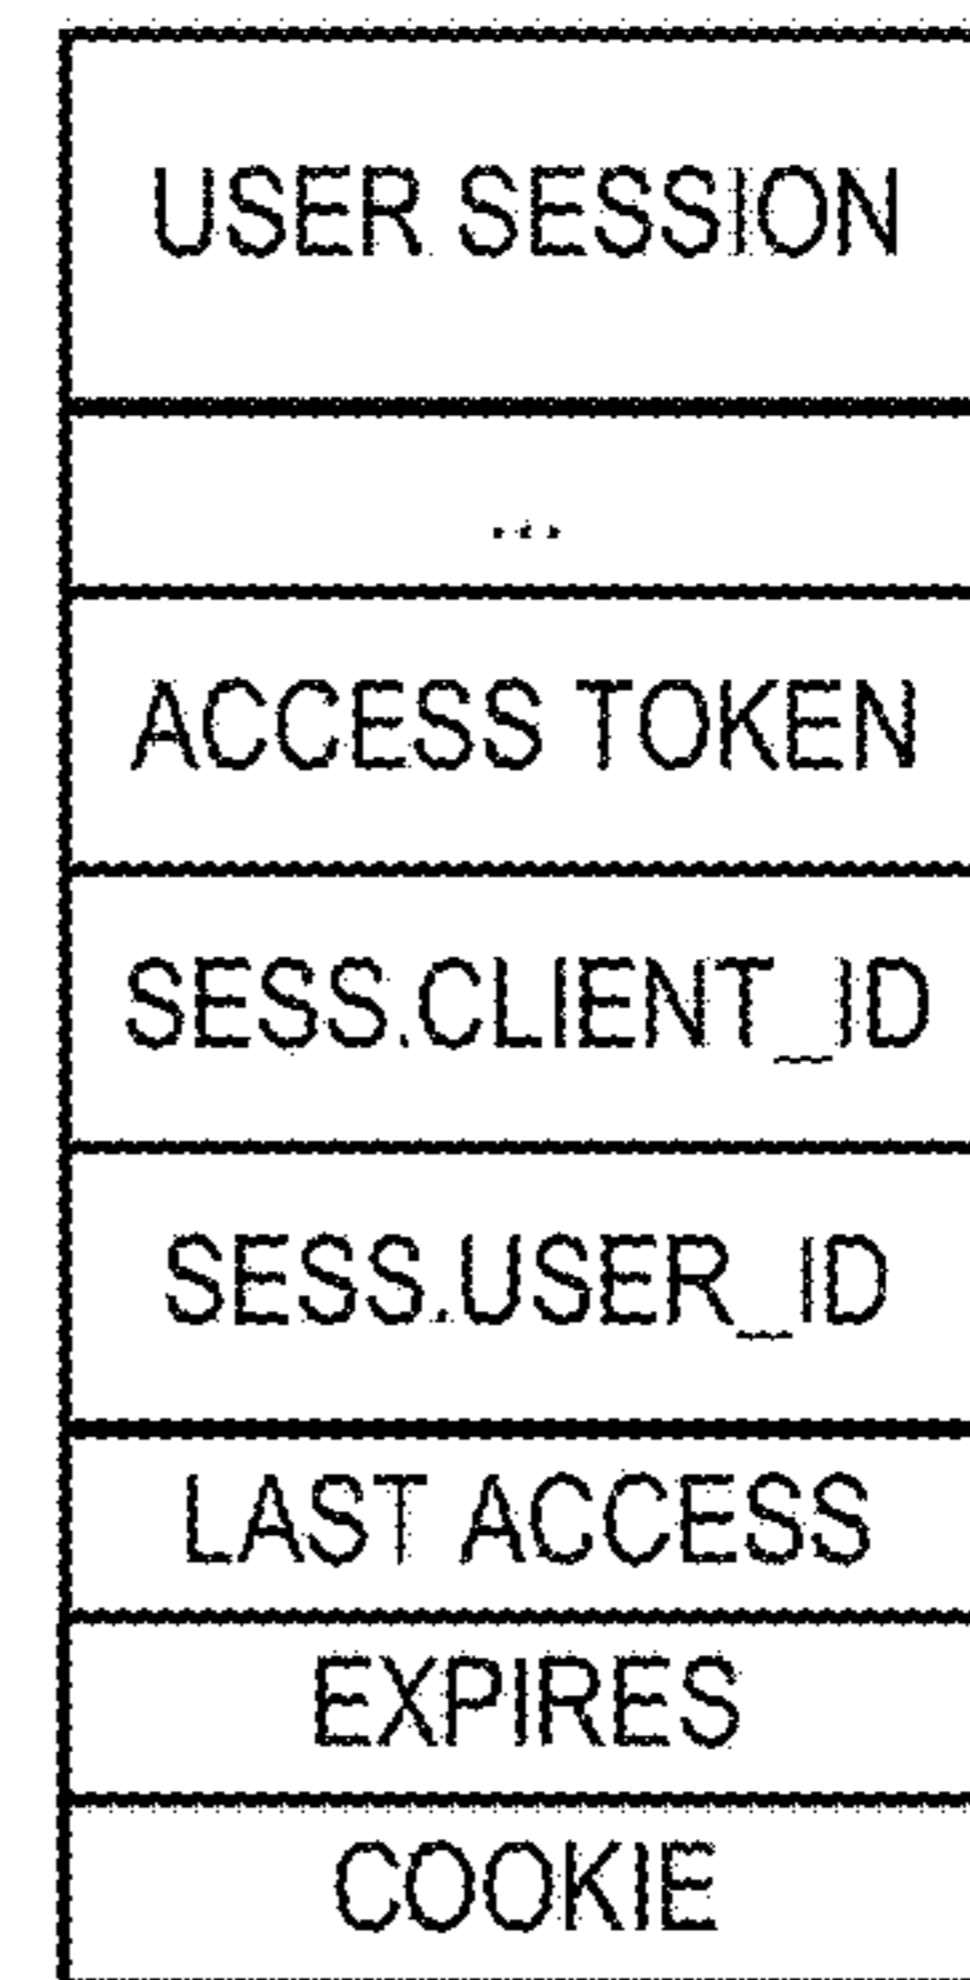 USER SESSION
...
ACCESS TOKEN
SESS.CLIENT_ID
SESS.USER_ID
LAST ACCESS
EXPIRES
COOKIE